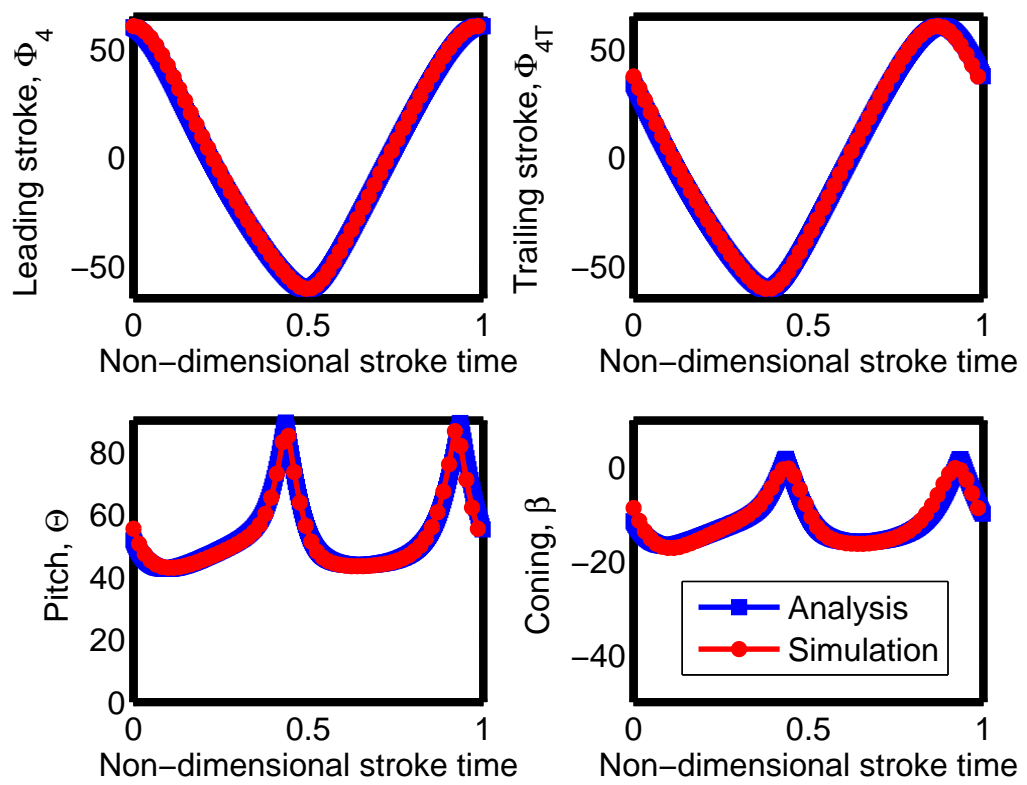 Leading stroke, Φ4
50
0
−50
0
0.5
1
Non−dimensional stroke time
Trailing stroke, Φ4T
50
0
−50
0
0.5
1
Non−dimensional stroke time
Pitch, Θ
80
60
40
20
0
0
0.5
1
Non−dimensional stroke time
Coning, β
0
−20
−40
0
0.5
1
Non−dimensional stroke time
Analysis
Simulation